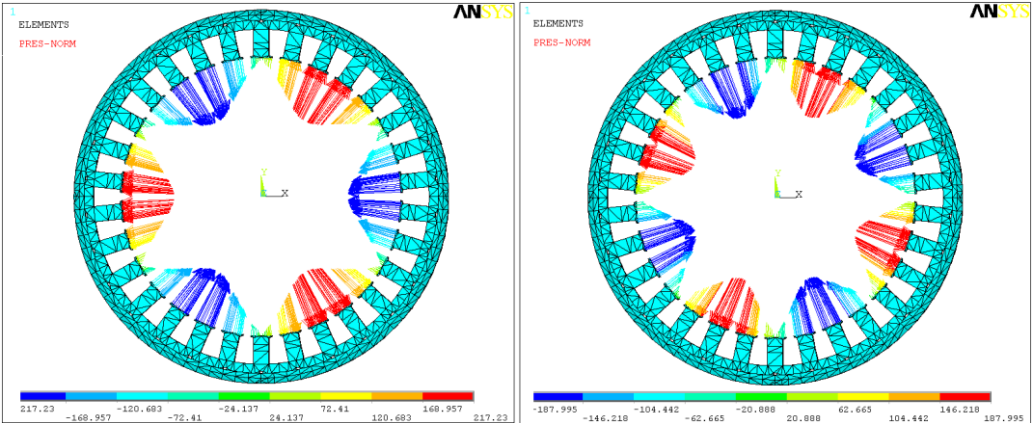 1
ELEMENTS
PRES-NORM
ANSYS
Y
Z X
217.23 -168.957 -120.683 -72.41 -24.137 24.137 72.41 120.683 168.957 217.23
1
ELEMENTS
PRES-NORM
ANSYS
Y
Z X
-187.995 -146.218 -104.442 -62.665 -20.888 20.888 62.665 104.442 146.218 187.995